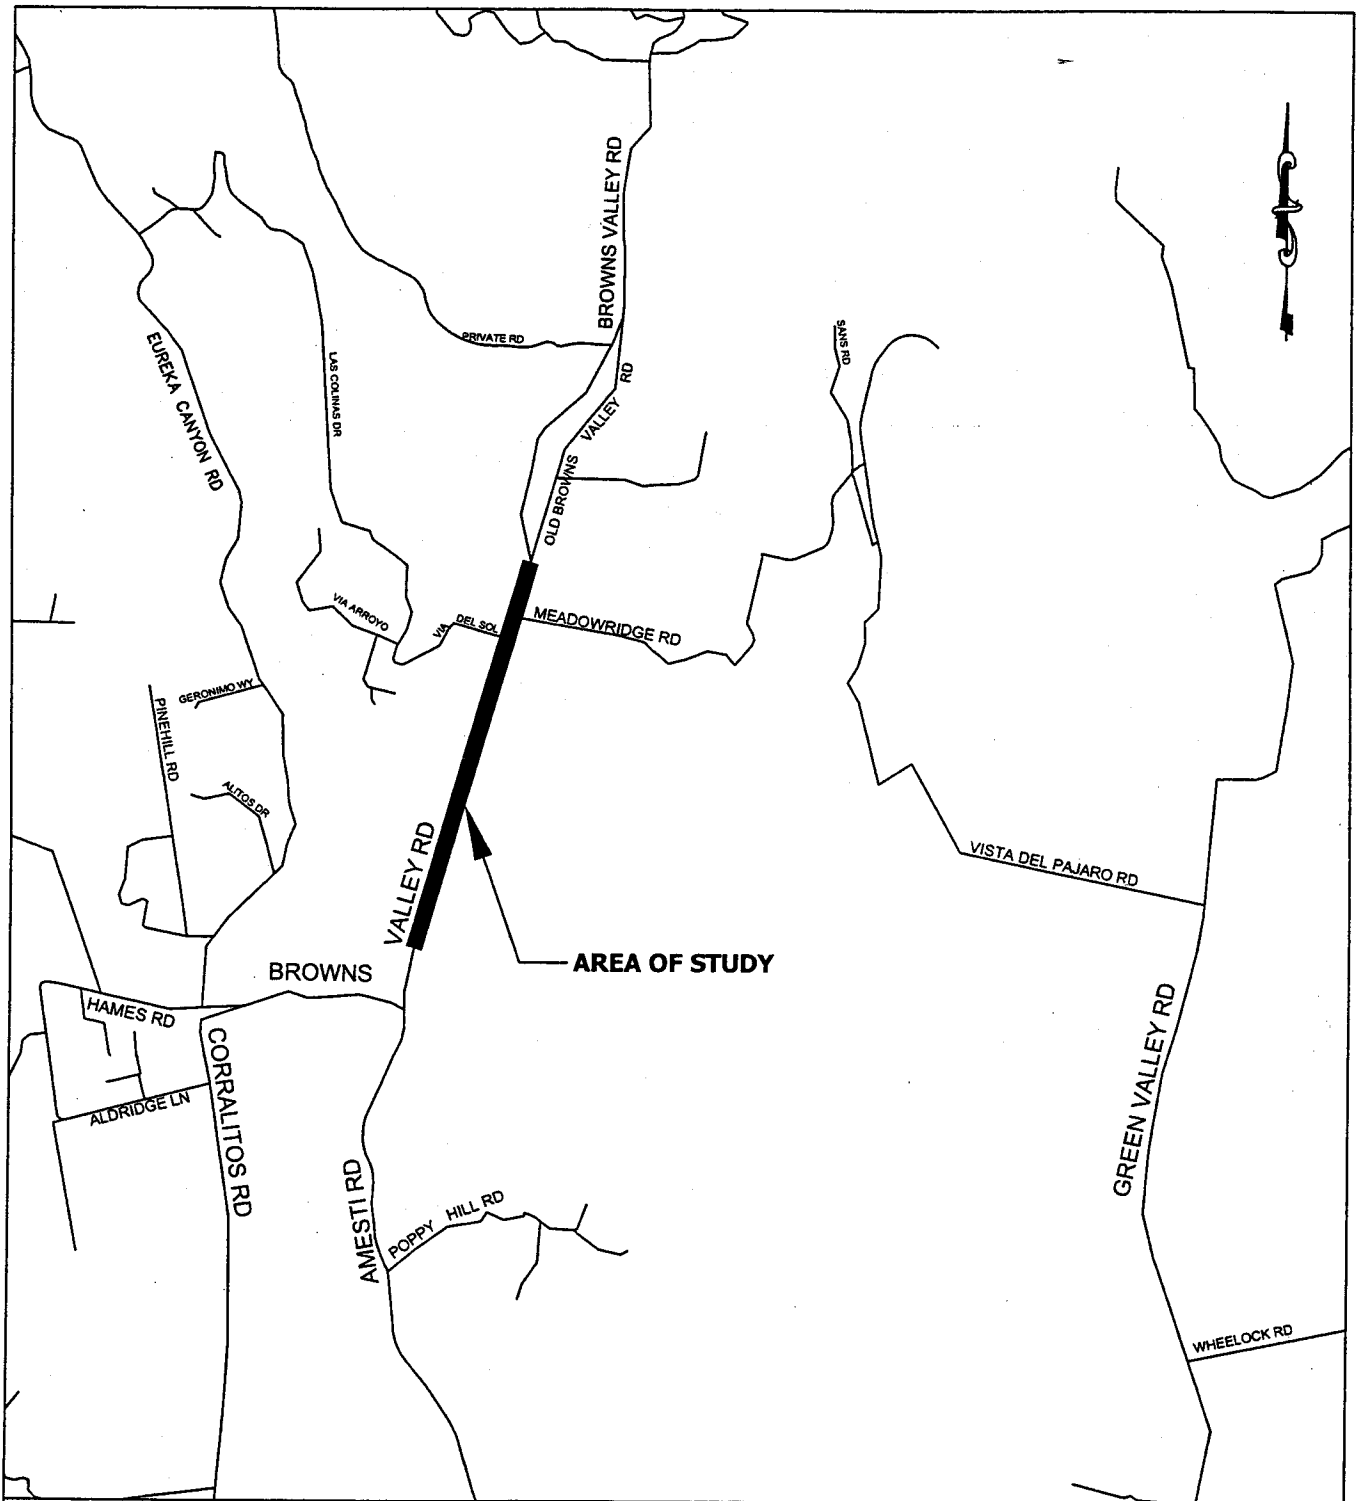 BROWNS VALLEY RD
PRIVATE RD
SANS RD
EUREKA CANYON RD
LAS COLINAS DR
OLD BROWNS VALLEY RD
VIA ARROYO
VIA DEL SOL
MEADOWRIDGE RD
GERONIMO WY
PINEHILL RD
ALITOS DR
VALLEY RD
VISTA DEL PAJARO RD
BROWNS
AREA OF STUDY
HAMES RD
CORRALITOS RD
ALDRIDGE LN
GREEN VALLEY RD
AMESTI RD
POPPY HILL RD
WHEELOCK RD